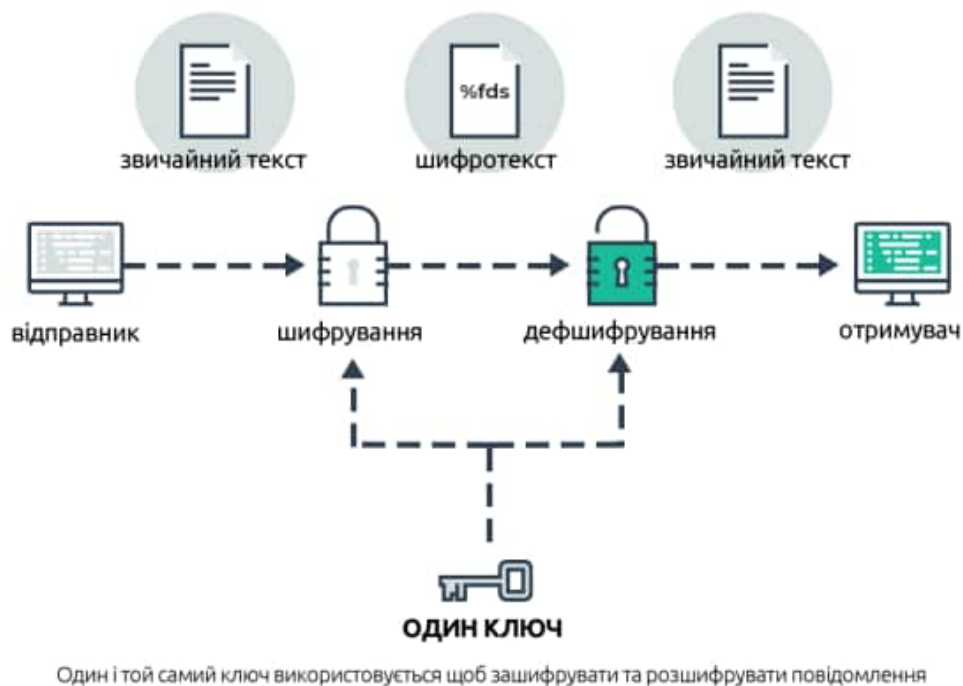 %fds
звичайний текст
шифротекст
звичайний текст
відправник
шифрування
дефшифрування
отримувач
ОДИН КЛЮЧ
Один і той самий ключ використовується щоб зашифрувати та розшифрувати повідомлення